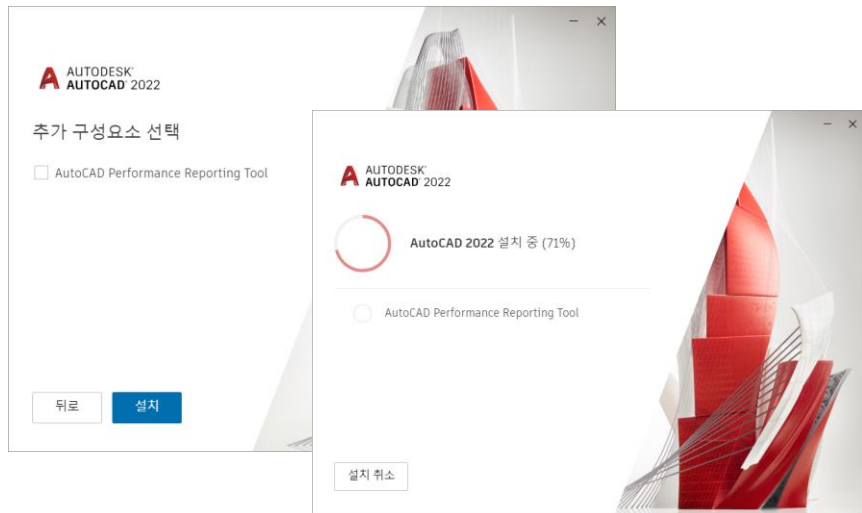 AUTODESK
AUTOCAD 2022
추가 구성요소 선택
AutoCAD Performance Reporting Tool
뒤로
설치
AUTODESK
AUTOCAD 2022
AutoCAD 2022 설치 중 (71%)
AutoCAD Performance Reporting Tool
설치 취소